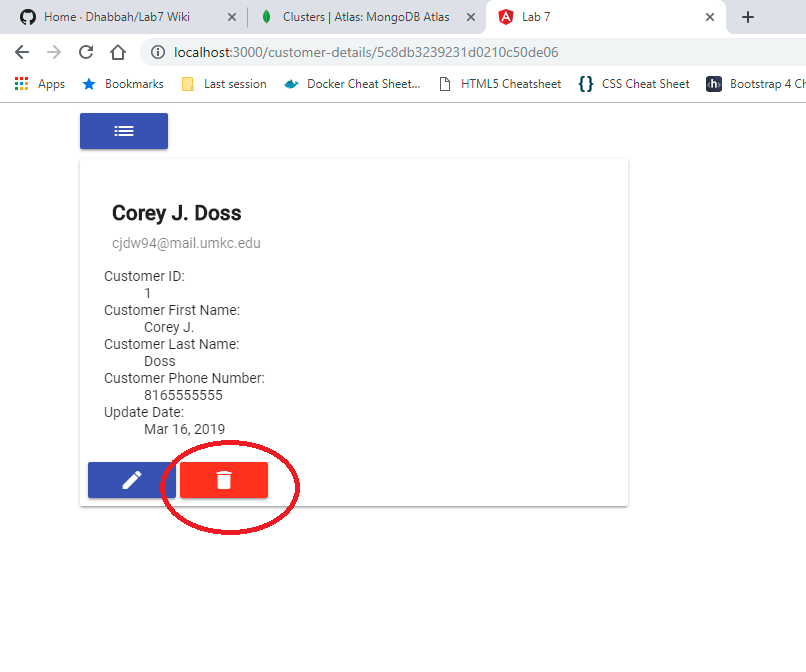 Home · Dhabbah/Lab7 Wiki
Clusters | Atlas: MongoDB Atlas
Lab 7
localhost:3000/customer-details/5c8db3239231d0210c50de06
Apps Bookmarks Last session Docker Cheat Sheet... HTML5 Cheatsheet {} CSS Cheat Sheet Bootstrap 4 Ch
Corey J. Doss
cjdw94@mail.umkc.edu
Customer ID:
1
Customer First Name:
Corey J.
Customer Last Name:
Doss
Customer Phone Number:
8165555555
Update Date:
Mar 16, 2019